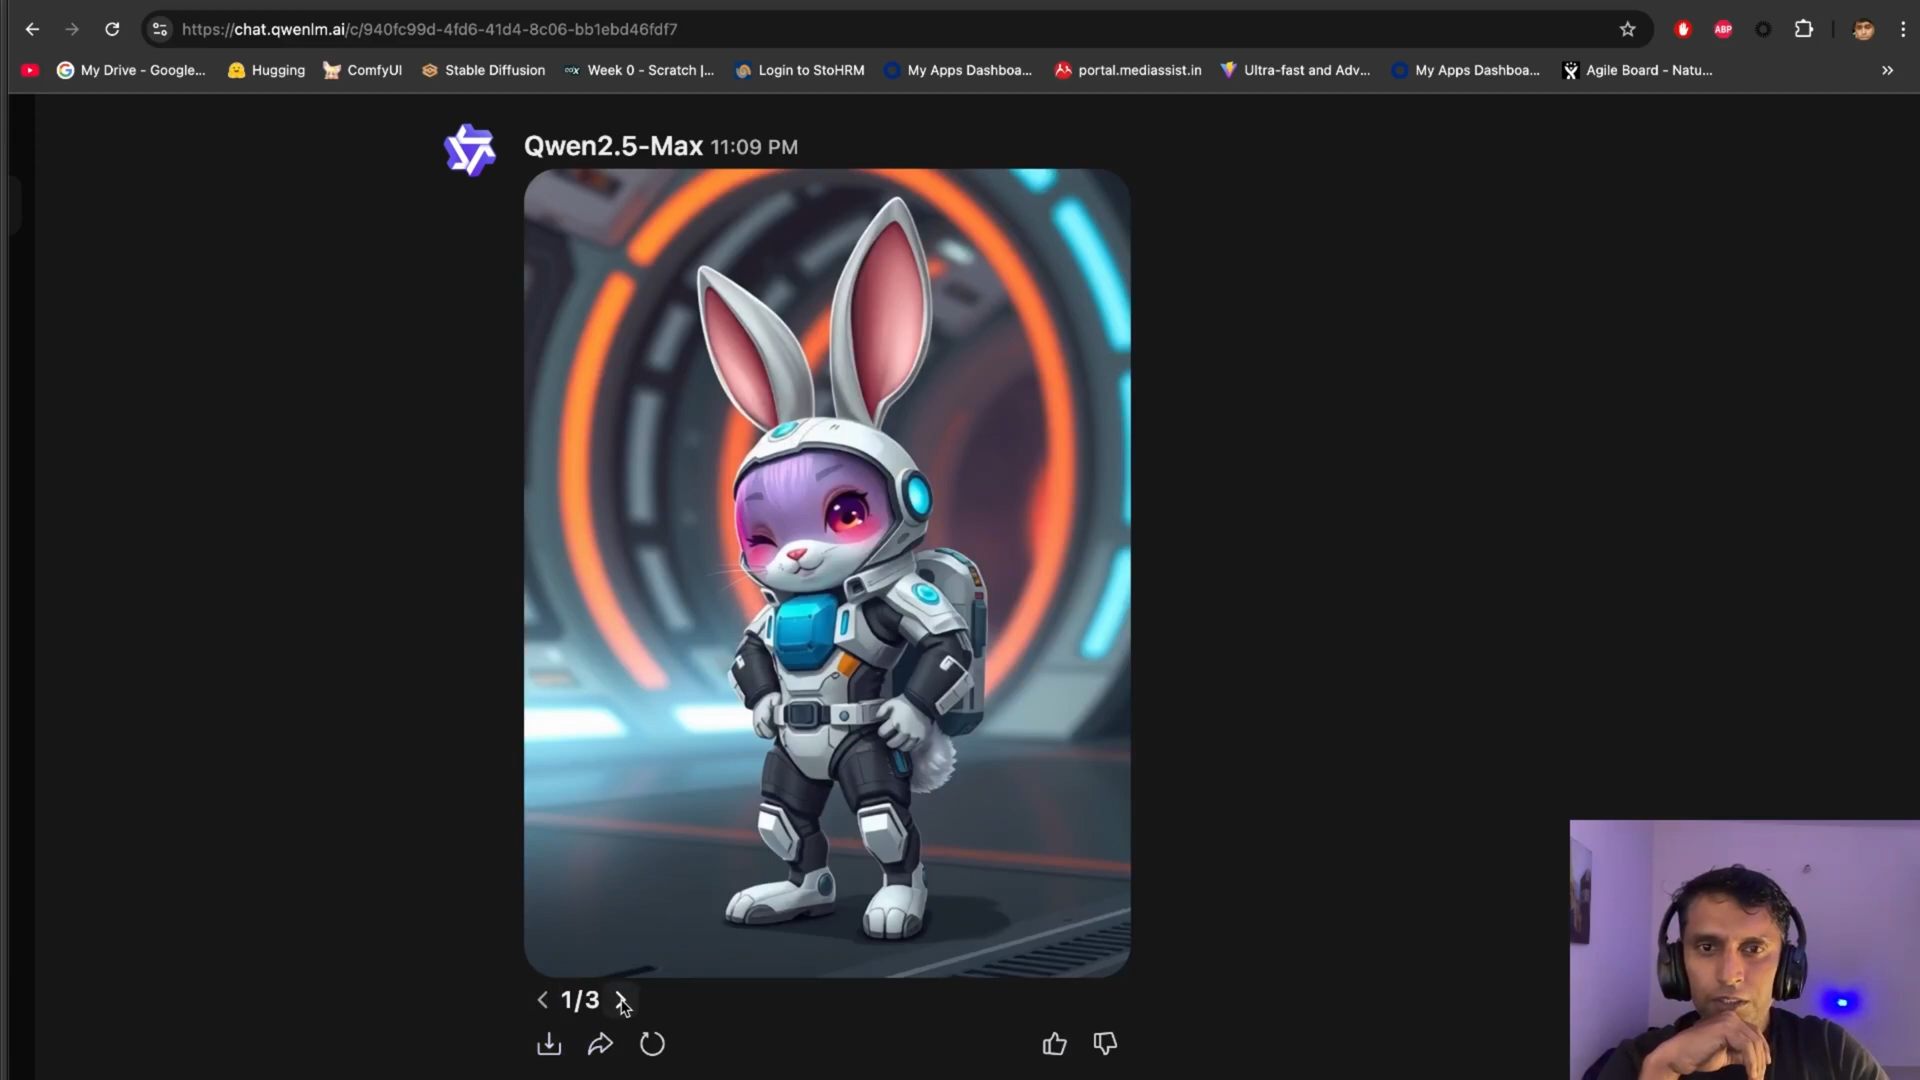 https://chat.qwenlm.ai/c/940fc99d-4fd6-41d4-8c06-bb1ebd46fdf7
ABP
My Drive - Google...
Hugging
ComfyUI
Stable Diffusion
Week 0 - Scratch |...
Login to StoHRM
My Apps Dashboa...
portal.mediassist.in
Ultra-fast and Adv...
My Apps Dashboa...
Agile Board - Natu...
Qwen2.5-Max 11:09 PM
1/3